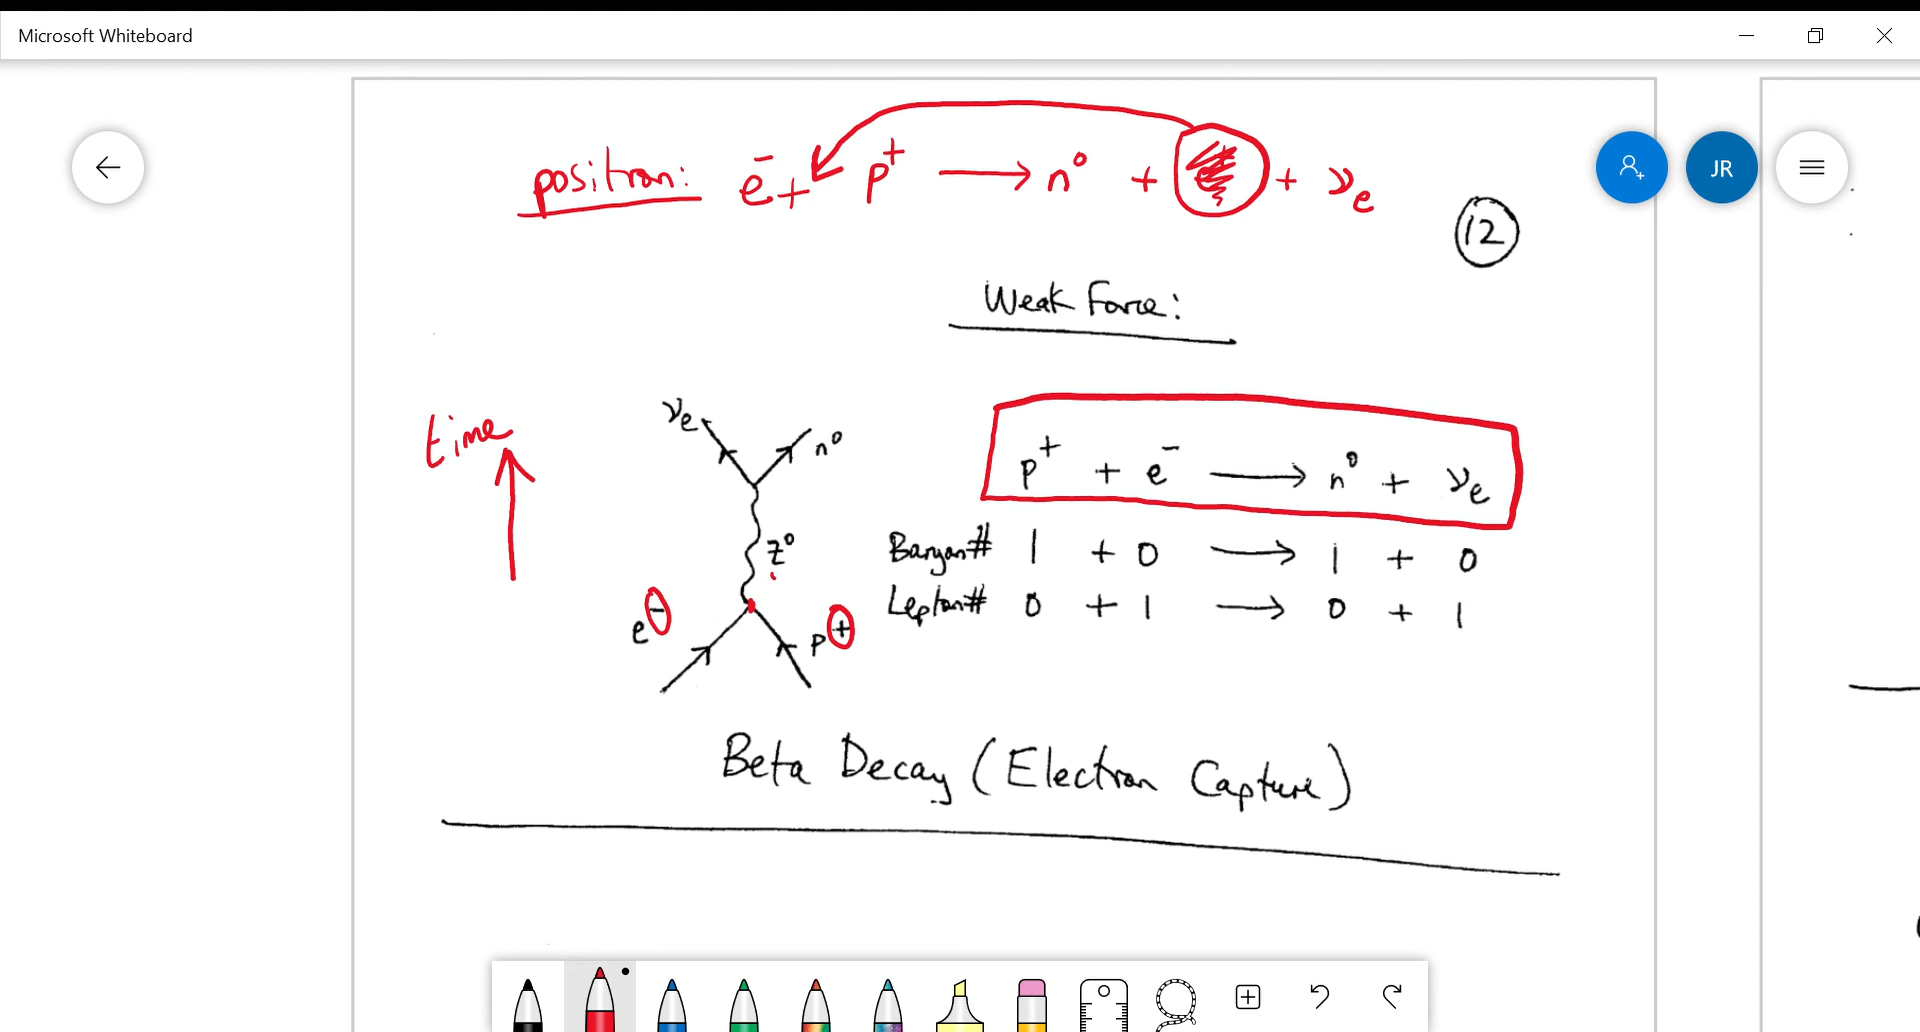 Microsoft Whiteboard
positron: e⁻ + p⁺ → n⁰ + + νe
JR
12
Weak Force:
time
νe n⁰
p⁺ + e⁻ → n⁰ + νe
Z⁰
Baryon# 1 + 0 → 1 + 0
Lepton# 0 + 1 → 0 + 1
e⁻ p⁺
Beta Decay (Electron Capture)